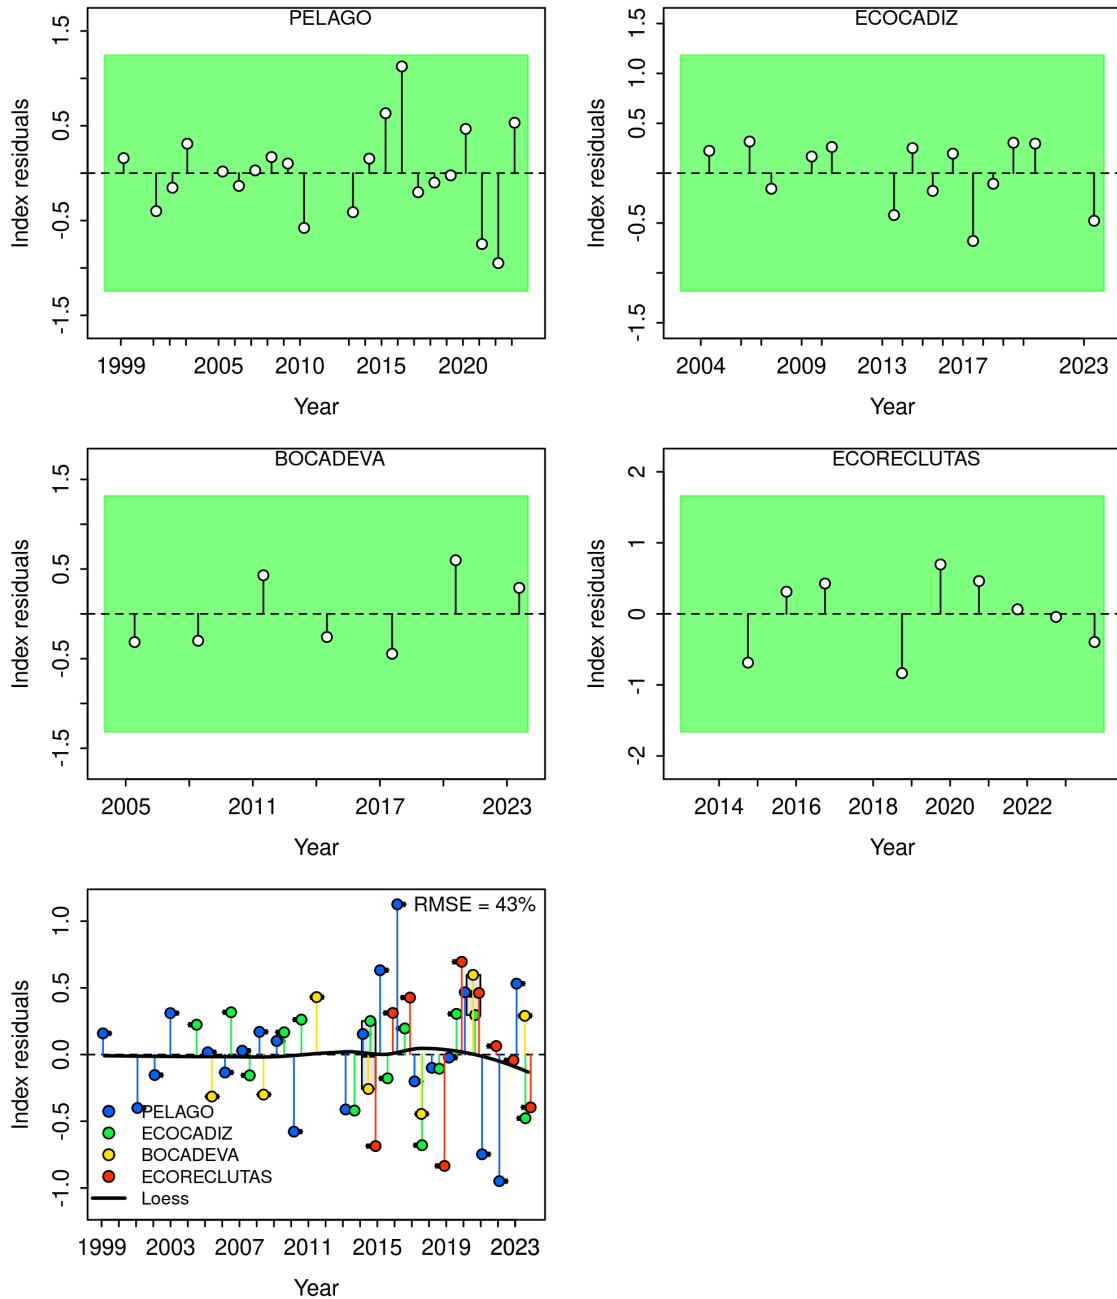 PELAGO
1.5
0.5
-0.5
-1.5
Index residuals
1999 2005 2010 2015 2020
Year
ECOCADIZ
1.5
1.0
0.5
-0.5
-1.5
Index residuals
2004 2009 2013 2017 2023
Year
BOCADEVA
1.5
0.5
-0.5
-1.5
Index residuals
2005 2011 2017 2023
Year
ECORECLUTAS
2
1
0
-1
-2
Index residuals
2014 2016 2018 2020 2022
Year
RMSE = 43%
1.0
0.5
0.0
-0.5
-1.0
Index residuals
PELAGO
ECOCADIZ
BOCADEVA
ECORECLUTAS
Loess
1999 2003 2007 2011 2015 2019 2023
Year